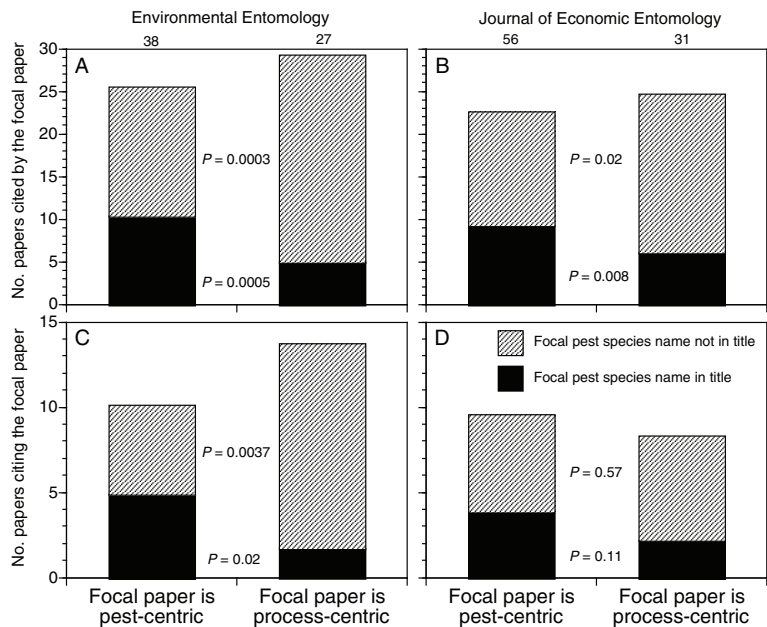 Environmental Entomology
Journal of Economic Entomology
38
27
56
31
No. papers cited by the focal paper
30
25
20
15
10
5
0
A
P = 0.0003
P = 0.0005
B
P = 0.02
P = 0.008
No. papers citing the focal paper
15
10
5
0
C
P = 0.0037
P = 0.02
D
Focal pest species name not in title
Focal pest species name in title
P = 0.57
P = 0.11
Focal paper is
pest-centric
Focal paper is
process-centric
Focal paper is
pest-centric
Focal paper is
process-centric